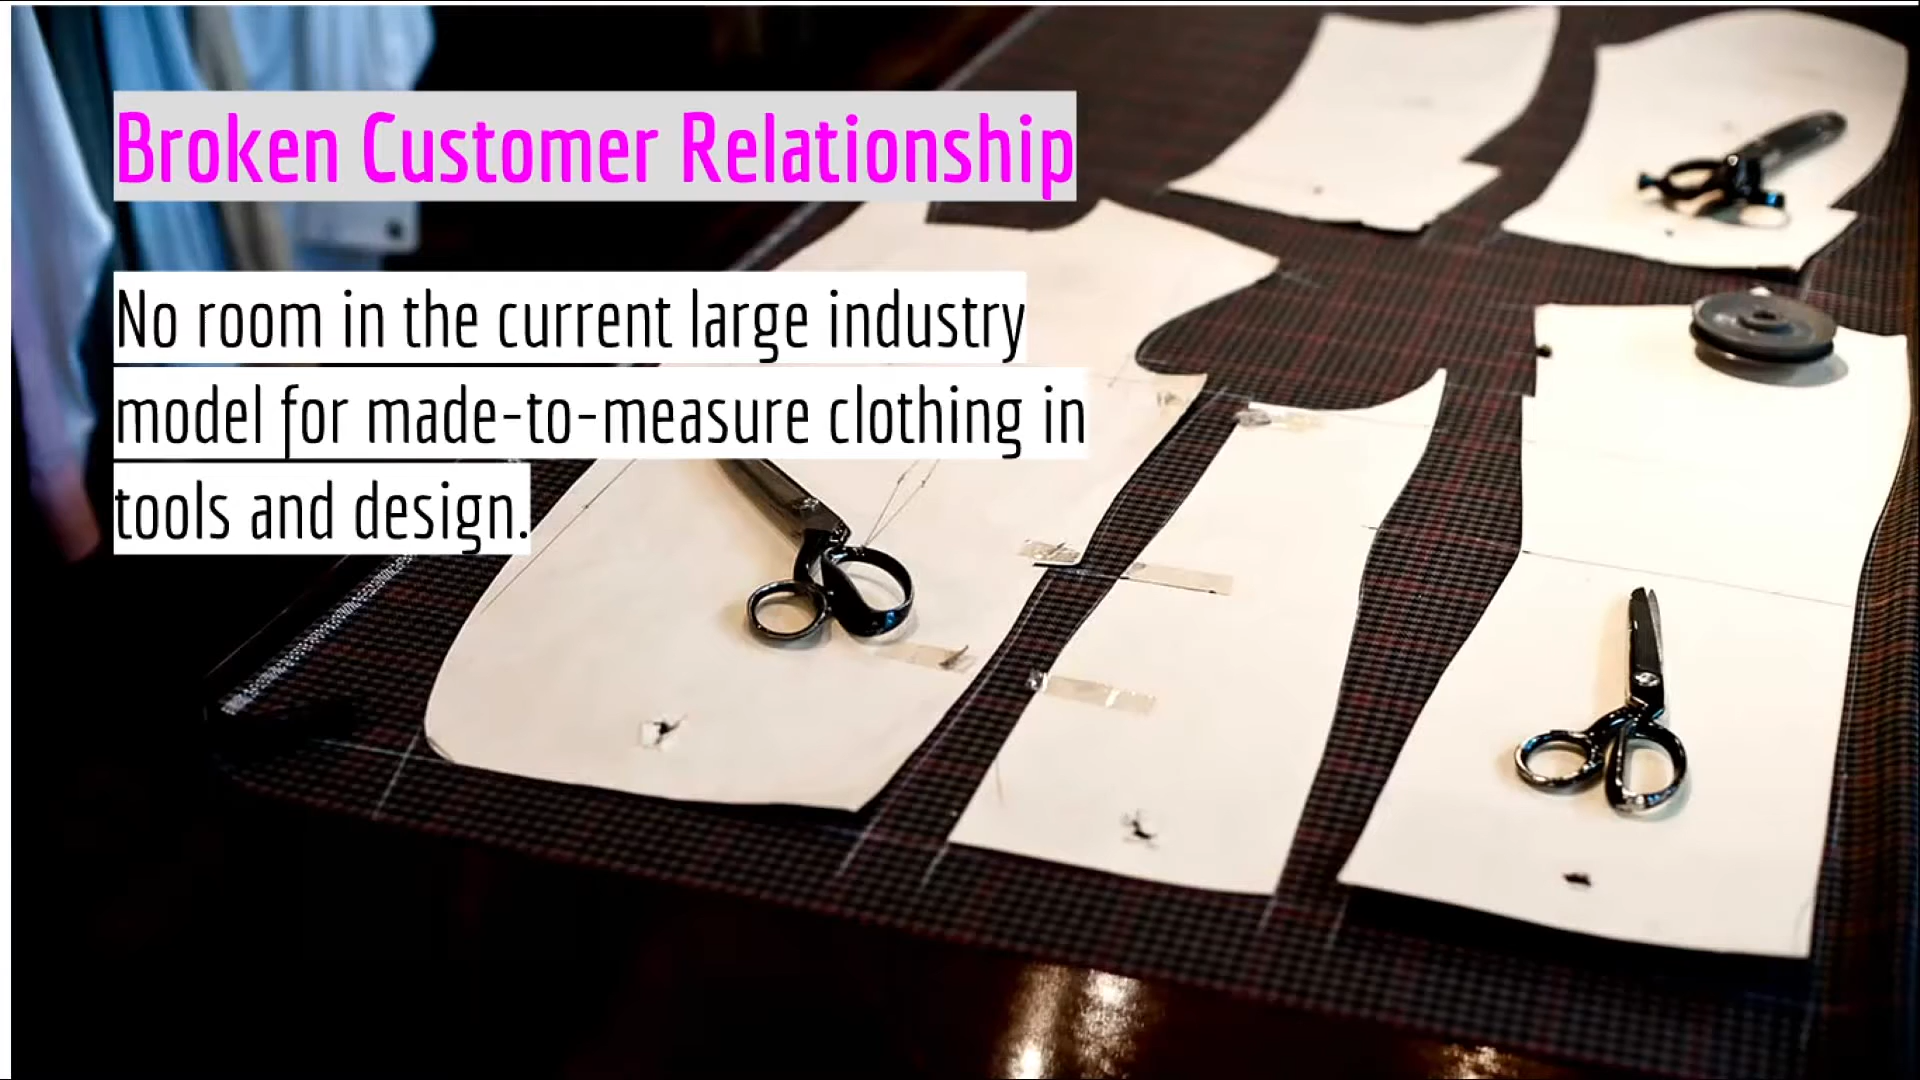 Broken Customer Relationship
No room in the current large industry
model for made-to-measure clothing in
tools and design.